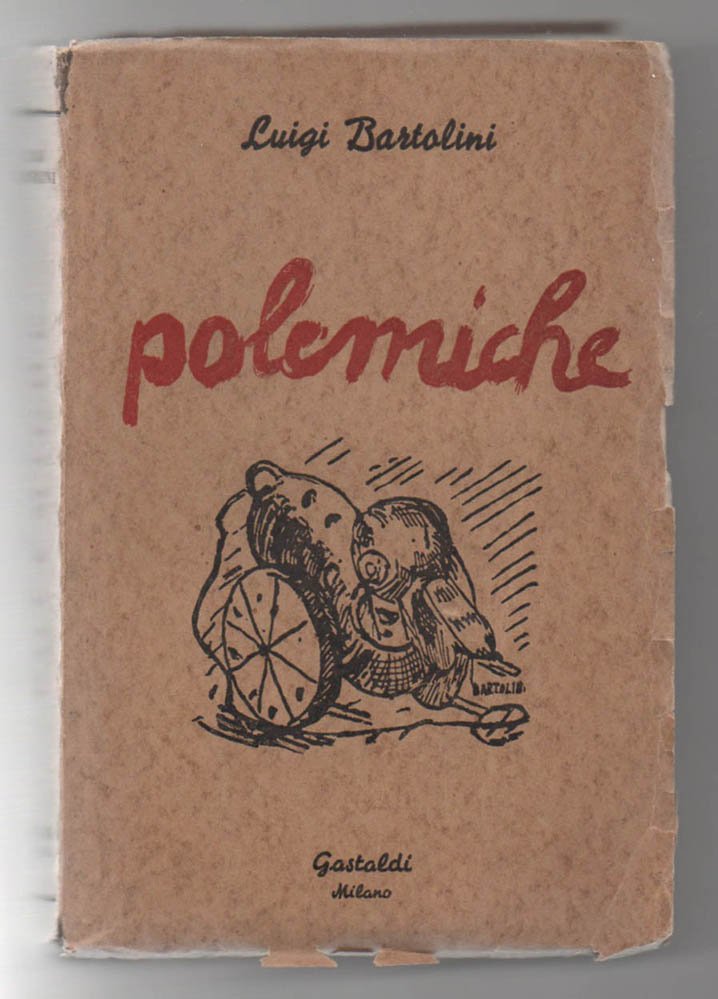 Luigi Bartolini
polemiche
BARTOLINI
Gastaldi
Milano